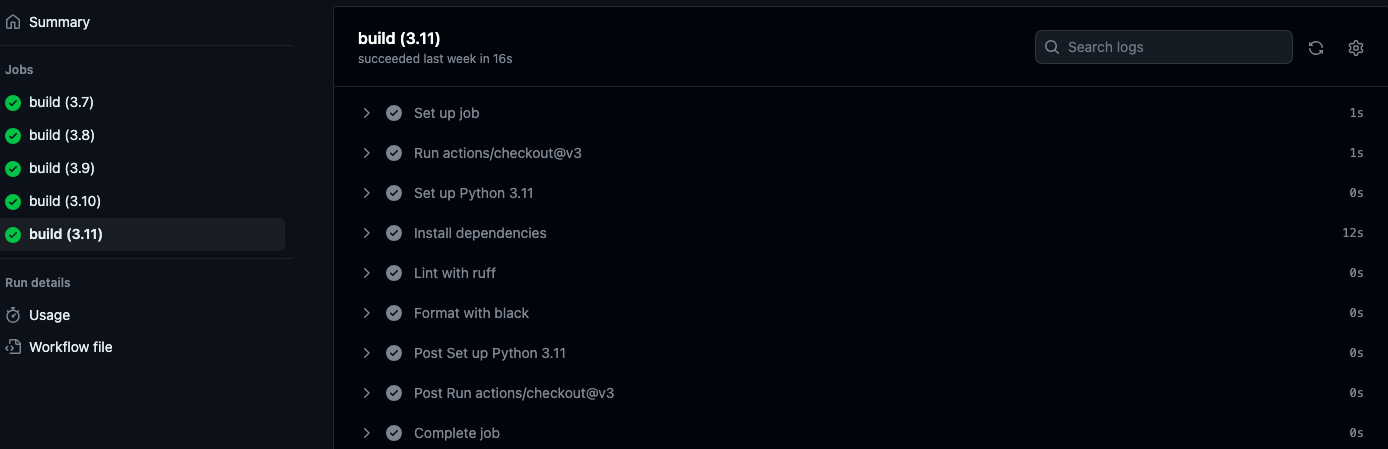 Summary
Jobs
build (3.7)
build (3.8)
build (3.9)
build (3.10)
build (3.11)
Run details
Usage
Workflow file
build (3.11)
succeeded last week in 16s
Search logs
Set up job 1s
Run actions/checkout@v3 1s
Set up Python 3.11 0s
Install dependencies 12s
Lint with ruff 0s
Format with black 0s
Post Set up Python 3.11 0s
Post Run actions/checkout@v3 0s
Complete job 0s